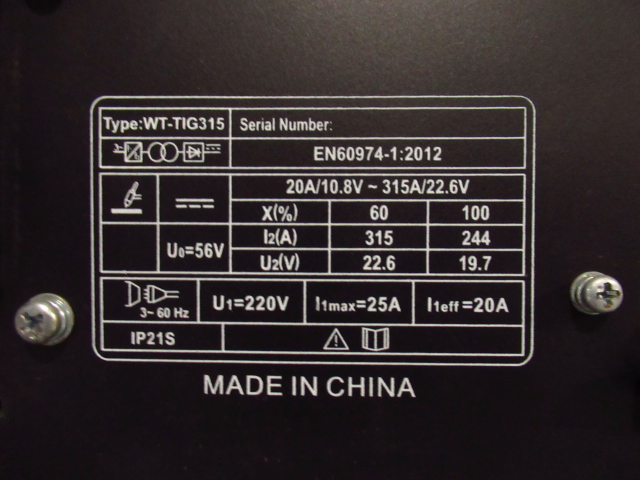 Type:WT-TIG315 Serial Number:
3~ EN60974-1:2012
20A/10.8V ~ 315A/22.6V
X(%) 60 100
U0=56V I2(A) 315 244
U2(V) 22.6 19.7
3~ 60 Hz U1=220V I1max=25A I1eff=20A
IP21S
MADE IN CHINA